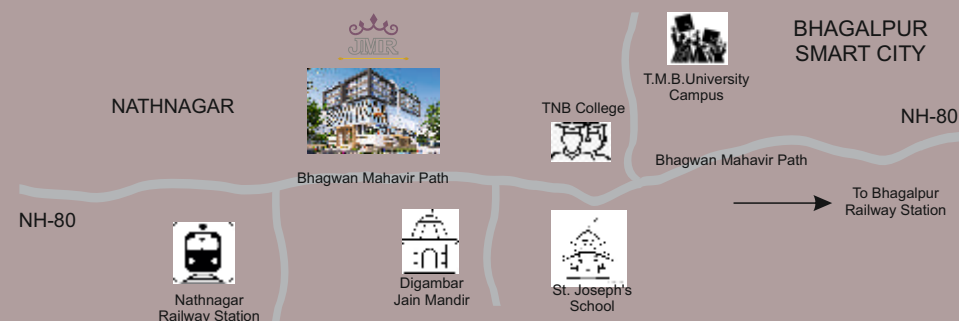 JMIR
BHAGALPUR
SMART CITY
T.M.B.University
Campus
NATHNAGAR
TNB College
NH-80
Bhagwan Mahavir Path
Bhagwan Mahavir Path
To Bhagalpur
Railway Station
NH-80
Digambar
Jain Mandir
St. Joseph's
School
Nathnagar
Railway Station